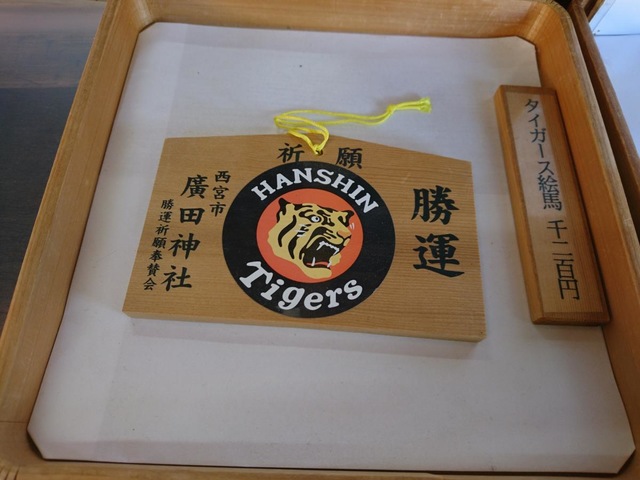 祈願
HANSHIN
Tigers
勝運
西宮市
廣田神社
勝運祈願奉賛会
タイガース絵馬 千二百円